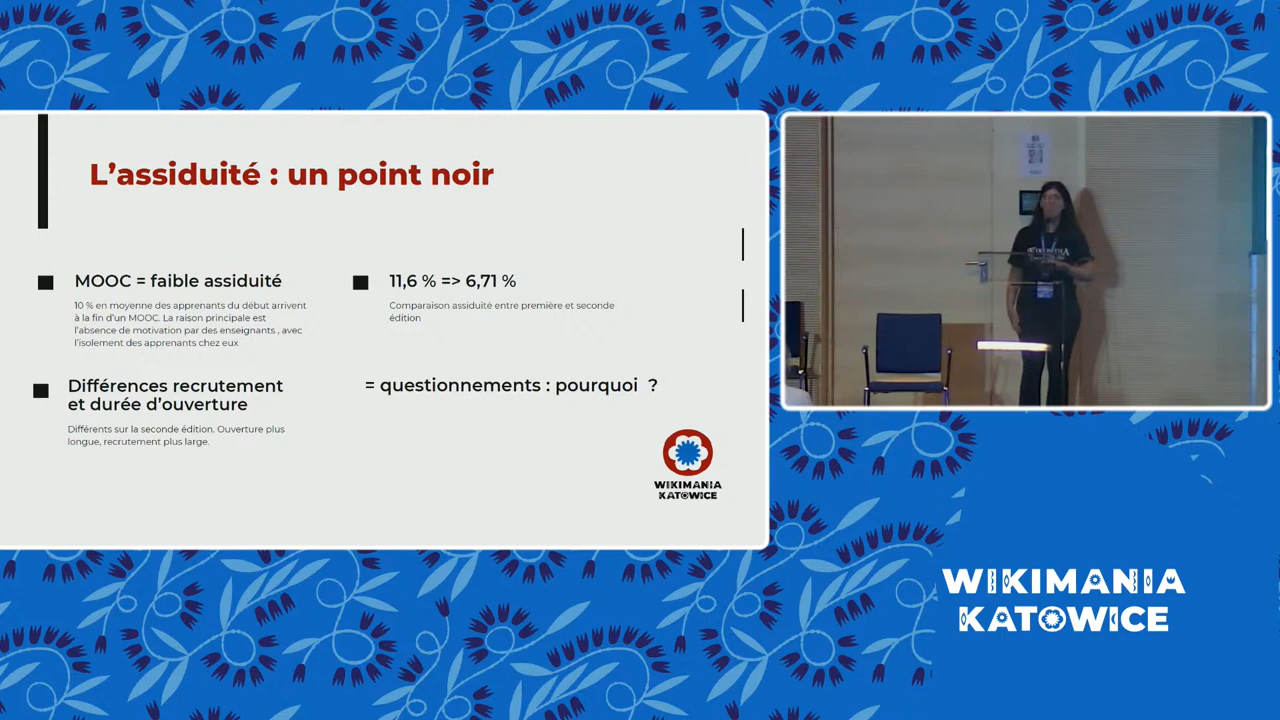 L'assiduité : un point noir
MOOC = faible assiduité
10 % en moyenne des apprenants du début arrivent
à la fin d'un MOOC. La raison principale est
l'absence de motivation par des enseignants , avec
l'isolement des apprenants chez eux
11,6 % => 6,71 %
Comparaison assiduité entre première et seconde
édition
Différences recrutement
et durée d'ouverture
Différents sur la seconde édition. Ouverture plus
longue, recrutement plus large.
= questionnements : pourquoi ?
WIKIMANIA
KATOWICE
WIKIMANIA
KATOWICE